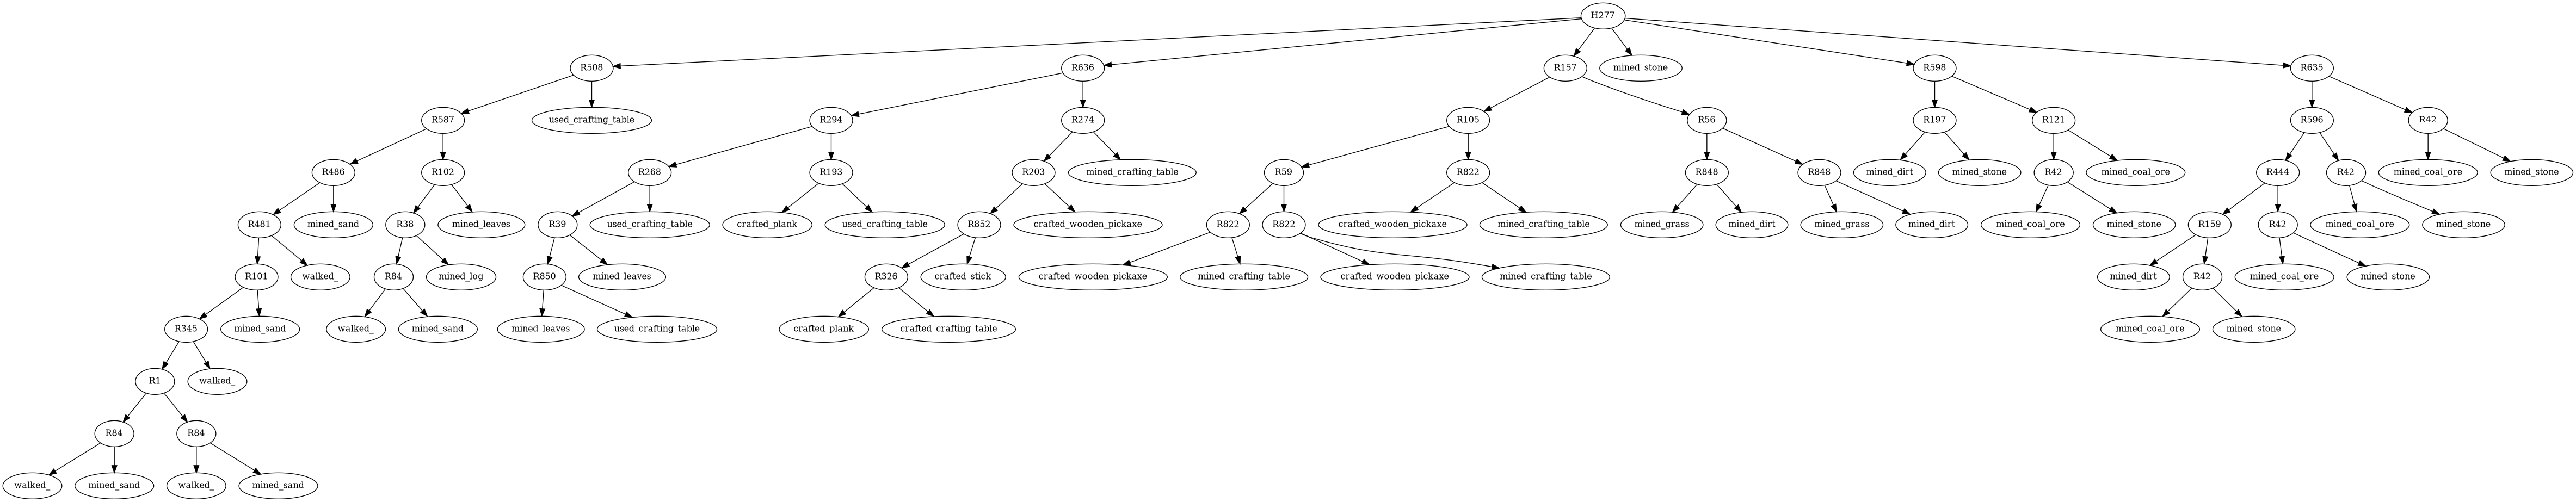 H277
R508
R636
R157
mined_stone
R598
R635
R587
used_crafting_table
R294
R274
R105
R56
R197
R121
R596
R42
R486
R102
R268
R193
R203
mined_crafting_table
R59
R822
R848
R848
mined_dirt
mined_stone
R42
mined_coal_ore
R444
R42
mined_coal_ore
mined_stone
R481
mined_sand
R38
mined_leaves
R39
used_crafting_table
crafted_plank
used_crafting_table
R852
crafted_wooden_pickaxe
R822
R822
crafted_wooden_pickaxe
mined_crafting_table
mined_grass
mined_dirt
mined_grass
mined_dirt
mined_coal_ore
mined_stone
R159
R42
mined_coal_ore
mined_stone
R101
walked_
R84
mined_log
R850
mined_leaves
R326
crafted_stick
crafted_wooden_pickaxe
mined_crafting_table
crafted_wooden_pickaxe
mined_crafting_table
mined_dirt
R42
mined_coal_ore
mined_stone
R345
mined_sand
walked_
mined_sand
mined_leaves
used_crafting_table
crafted_plank
crafted_crafting_table
mined_coal_ore
mined_stone
R1
walked_
R84
R84
walked_
mined_sand
walked_
mined_sand